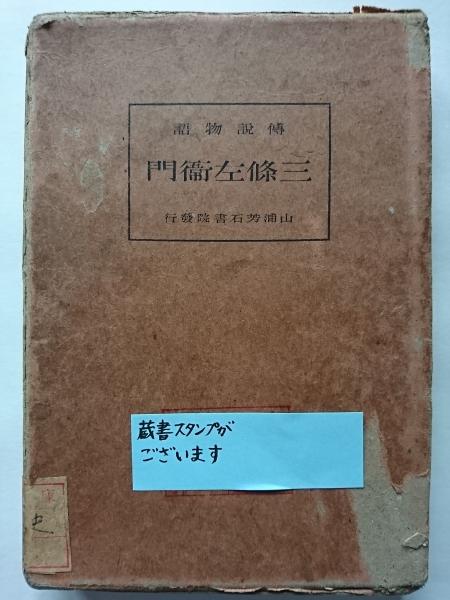 傳說物語
三條左衞門
山浦芳石書院發行
蔵書スタンプが
ございます
史